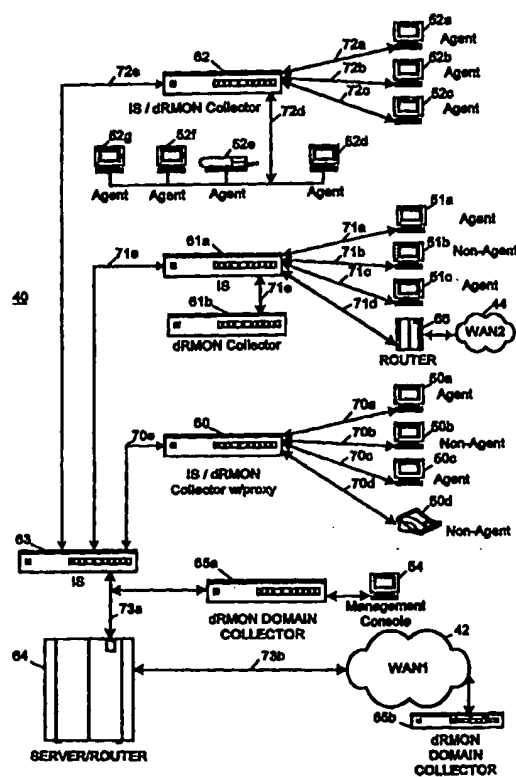 62
52a
72a
Agent
72e
72b
52b
Agent
72c
52c
IS / dRMON Collector
72d
Agent
52g
52f
52e
52d
Agent
Agent
Agent
Agent
51a
61a
71a
Agent
71b
51b
Non-Agent
71e
71c
IS
51c
Agent
40
61b
71e
71d
66
44
WAN2
dRMON Collector
ROUTER
50a
60
70a
Agent
70b
50b
Non-Agent
70e
70c
50c
IS / dRMON
Collector w/proxy
70d
Agent
50d
Non-Agent
63
IS
65a
54
73a
dRMON DOMAIN
COLLECTOR
Management
Console
64
42
73b
WAN1
65b
SERVER/ROUTER
dRMON
DOMAIN
COLLECTOR